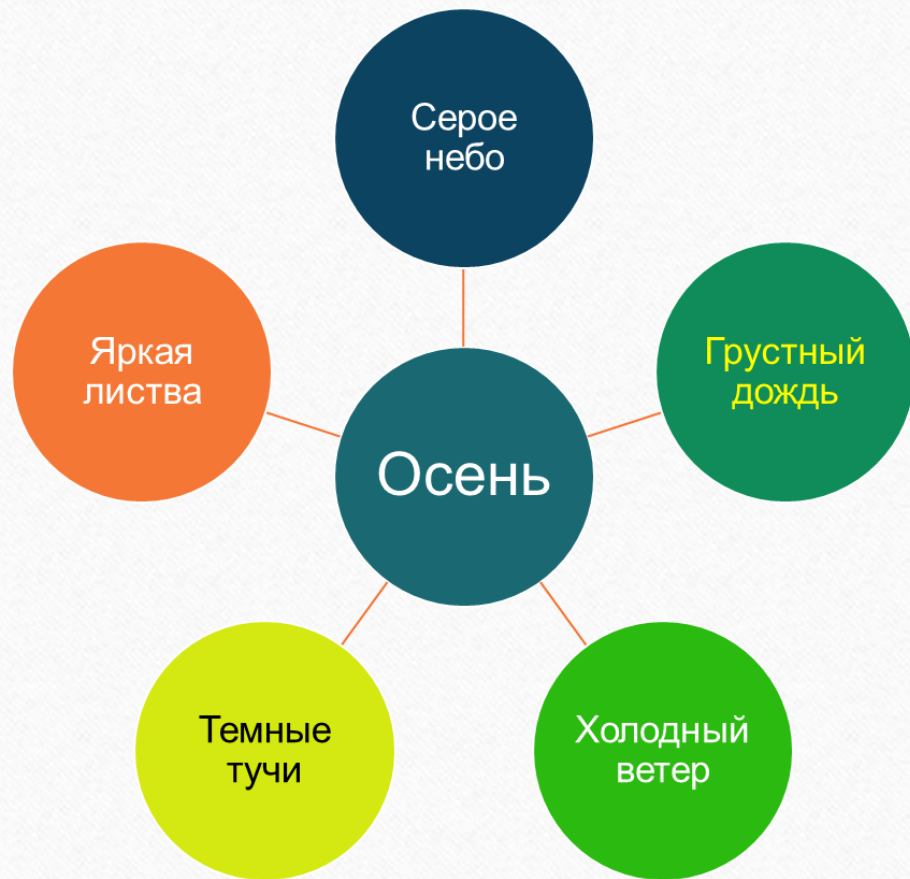 Серое
небо
Яркая
листва
Грустный
дождь
Осень
Темные
тучи
Холодный
ветер